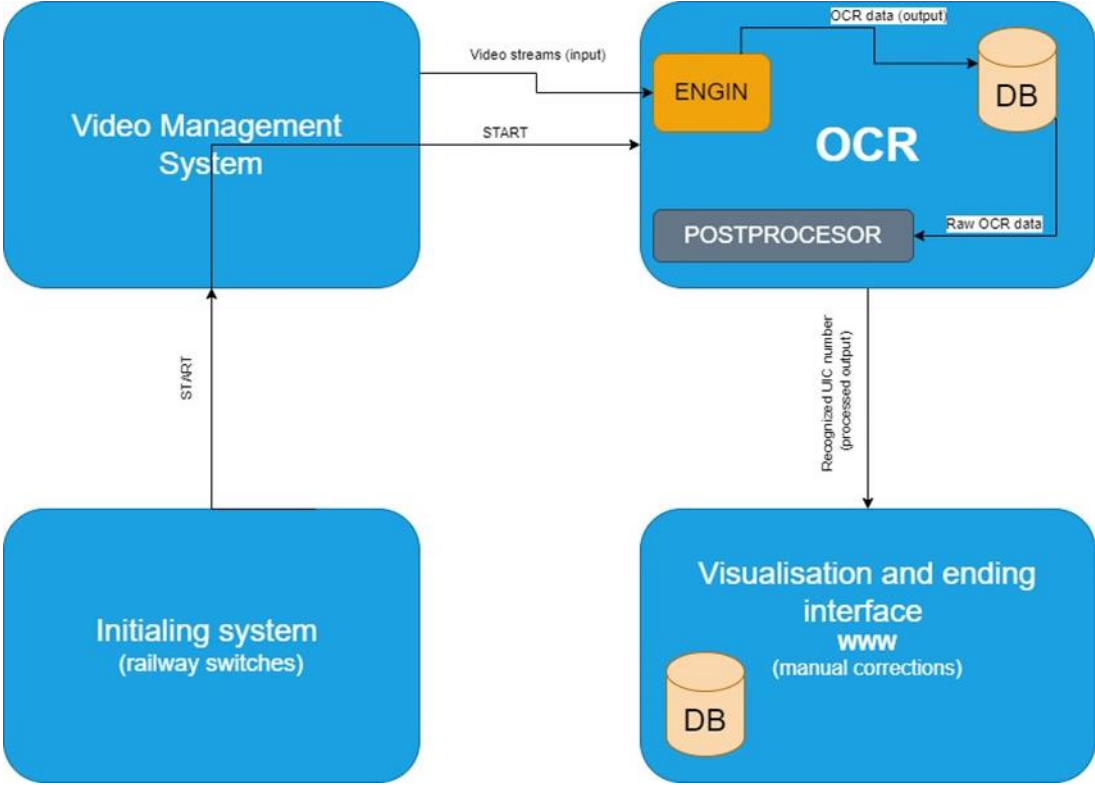 Video Management
System
Video streams (input)
START
OCR data (output)
ENGIN
DB
OCR
Raw OCR data
POSTPROCESOR
START
Recognized UIC number
(processed output)
Initialing system
(railway switches)
Visualisation and ending
interface
www
(manual corrections)
DB